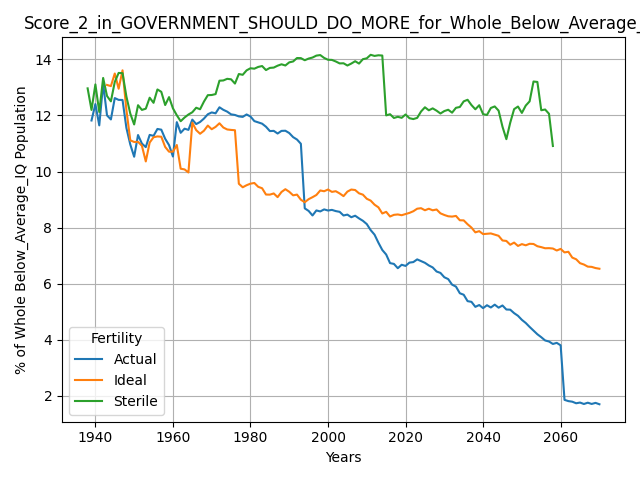 Score_2_in_GOVERNMENT_SHOULD_DO_MORE_for_Whole_Below_Average_
14
12
10
8
6
4
2
% of Whole Below_Average_IQ Population
Fertility
Actual
Ideal
Sterile
1940 1960 1980 2000 2020 2040 2060
Years